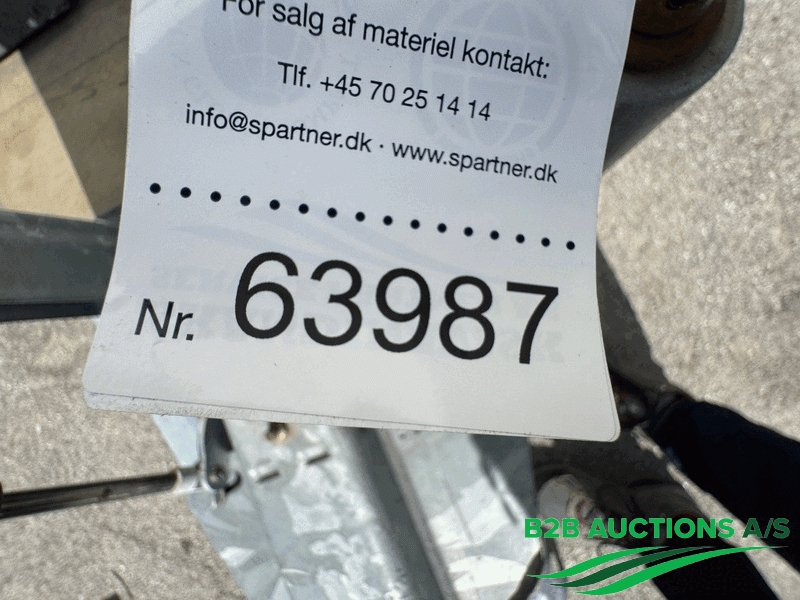 For salg af materiel kontakt:
Tlf. +45 70 25 14 14
info@spartner.dk · www.spartner.dk
Nr. 63987
B2B AUCTIONS A/S